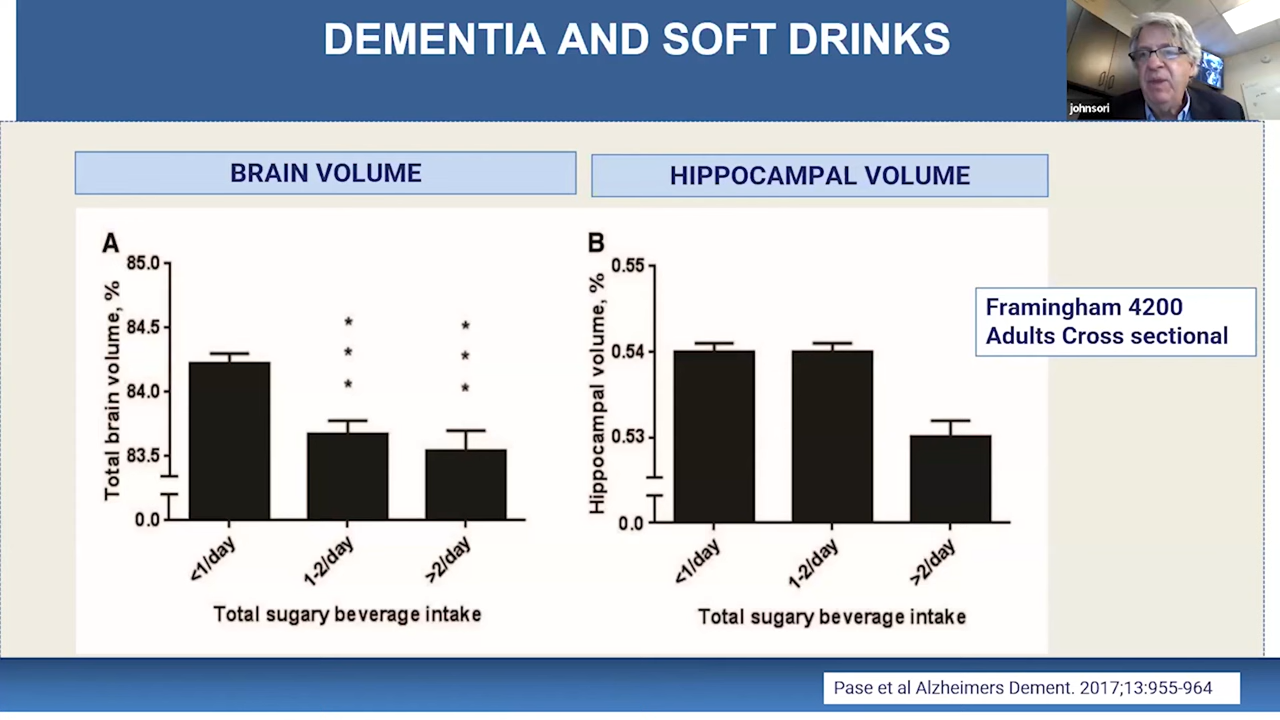 DEMENTIA AND SOFT DRINKS
johnsori
BRAIN VOLUME
HIPPOCAMPAL VOLUME
A
Total brain volume, %
85.0
84.5
84.0
83.5
0.0
* * *
* * *
<1/day
1-2/day
>2/day
Total sugary beverage intake
B
Hippocampal volume, %
0.55
0.54
0.53
0.0
<1/day
1-2/day
>2/day
Total sugary beverage intake
Framingham 4200
Adults Cross sectional
Pase et al Alzheimers Dement. 2017;13:955-964